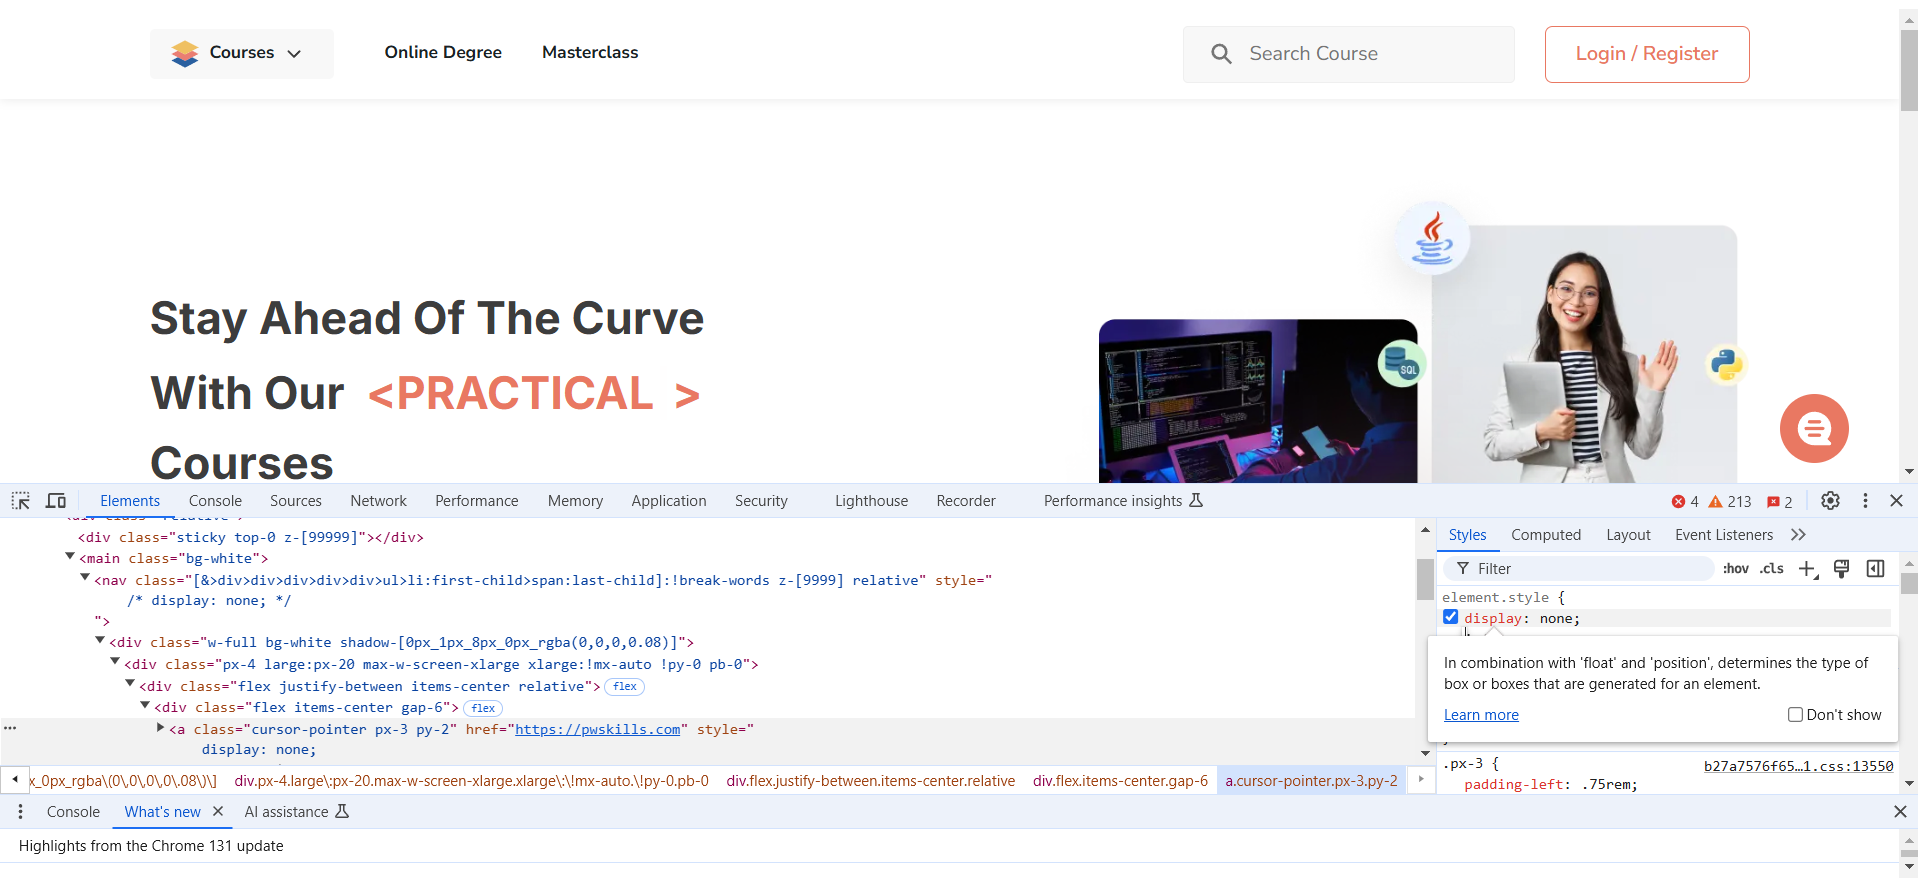 Courses
Online Degree
Masterclass
Search Course
Login / Register
Stay Ahead Of The Curve
With Our <PRACTICAL >
Courses
SQL
Elements Console Sources Network Performance Memory Application Security Lighthouse Recorder Performance insights 4 213 2
<div class="sticky top-0 z-[99999]"></div>
<main class="bg-white">
<nav class="[&>div>div>div>div>div>ul>li:first-child>span:last-child]:!break-words z-[9999] relative" style="
/* display: none; */
">
<div class="w-full bg-white shadow-[0px_1px_8px_0px_rgba(0,0,0,0.08)]">
<div class="px-4 large:px-20 max-w-screen-xlarge xlarge:!mx-auto !py-0 pb-0">
<div class="flex justify-between items-center relative"> flex
<div class="flex items-center gap-6"> flex
... <a class="cursor-pointer px-3 py-2" href="https://pwskills.com" style="
display: none;
x_0px_rgba\(0\,0\,0\,0\.08\)\] div.px-4.large\:px-20.max-w-screen-xlarge.xlarge\:\!mx-auto.\!py-0.pb-0 div.flex.justify-between.items-center.relative div.flex.items-center.gap-6 a.cursor-pointer.px-3.py-2
Styles Computed Layout Event Listeners
Filter :hov .cls
element.style {
display: none;
In combination with 'float' and 'position', determines the type of
box or boxes that are generated for an element.
Learn more Don't show
.px-3 { b27a7576f65…1.css:13550
padding-left: .75rem;
Console What's new AI assistance
Highlights from the Chrome 131 update